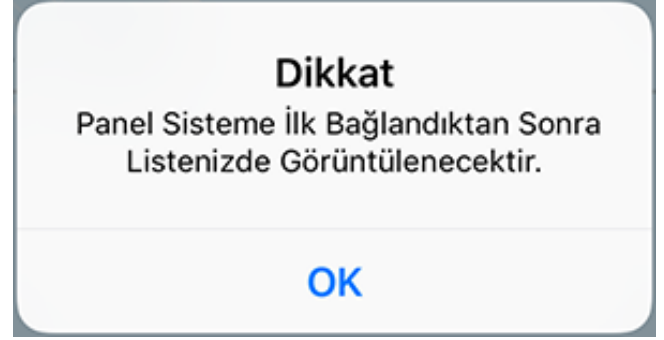 Dikkat
Panel Sisteme İlk Bağlandıktan Sonra
Listenizde Görüntülenecektir.
OK